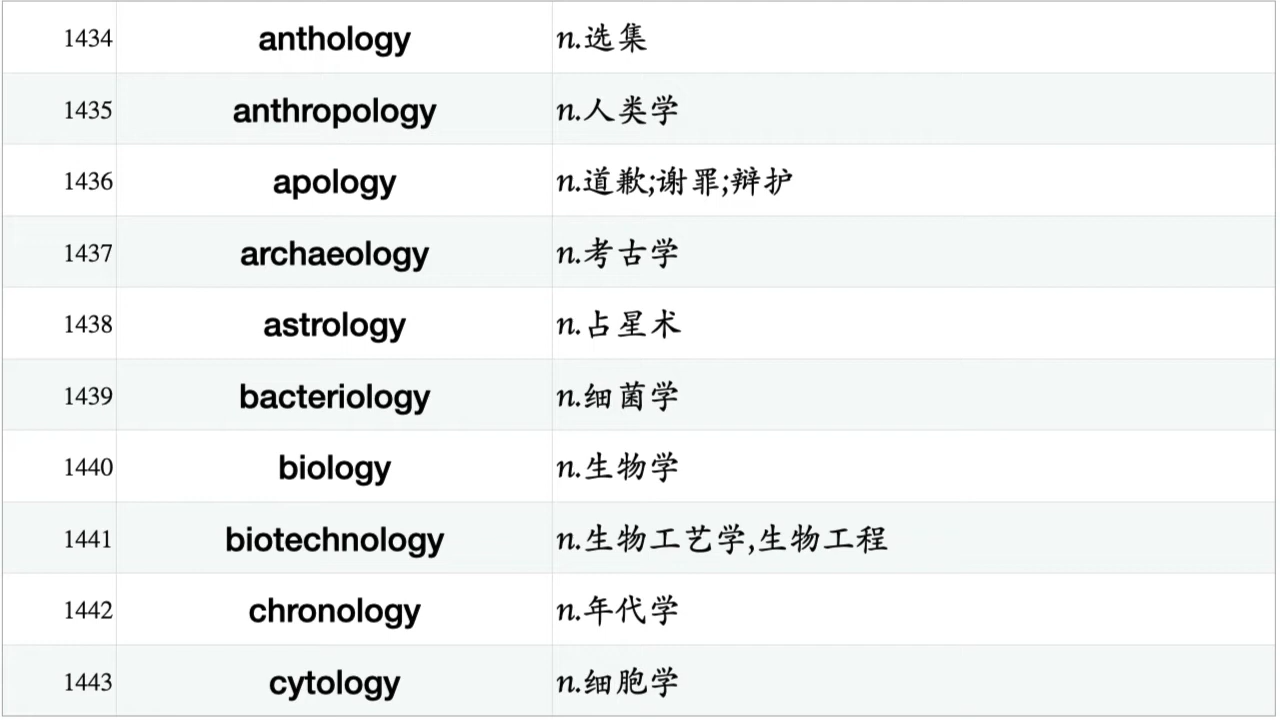 1434 anthology n.选集
1435 anthropology n.人类学
1436 apology n.道歉;谢罪;辩护
1437 archaeology n.考古学
1438 astrology n.占星术
1439 bacteriology n.细菌学
1440 biology n.生物学
1441 biotechnology n.生物工艺学,生物工程
1442 chronology n.年代学
1443 cytology n.细胞学